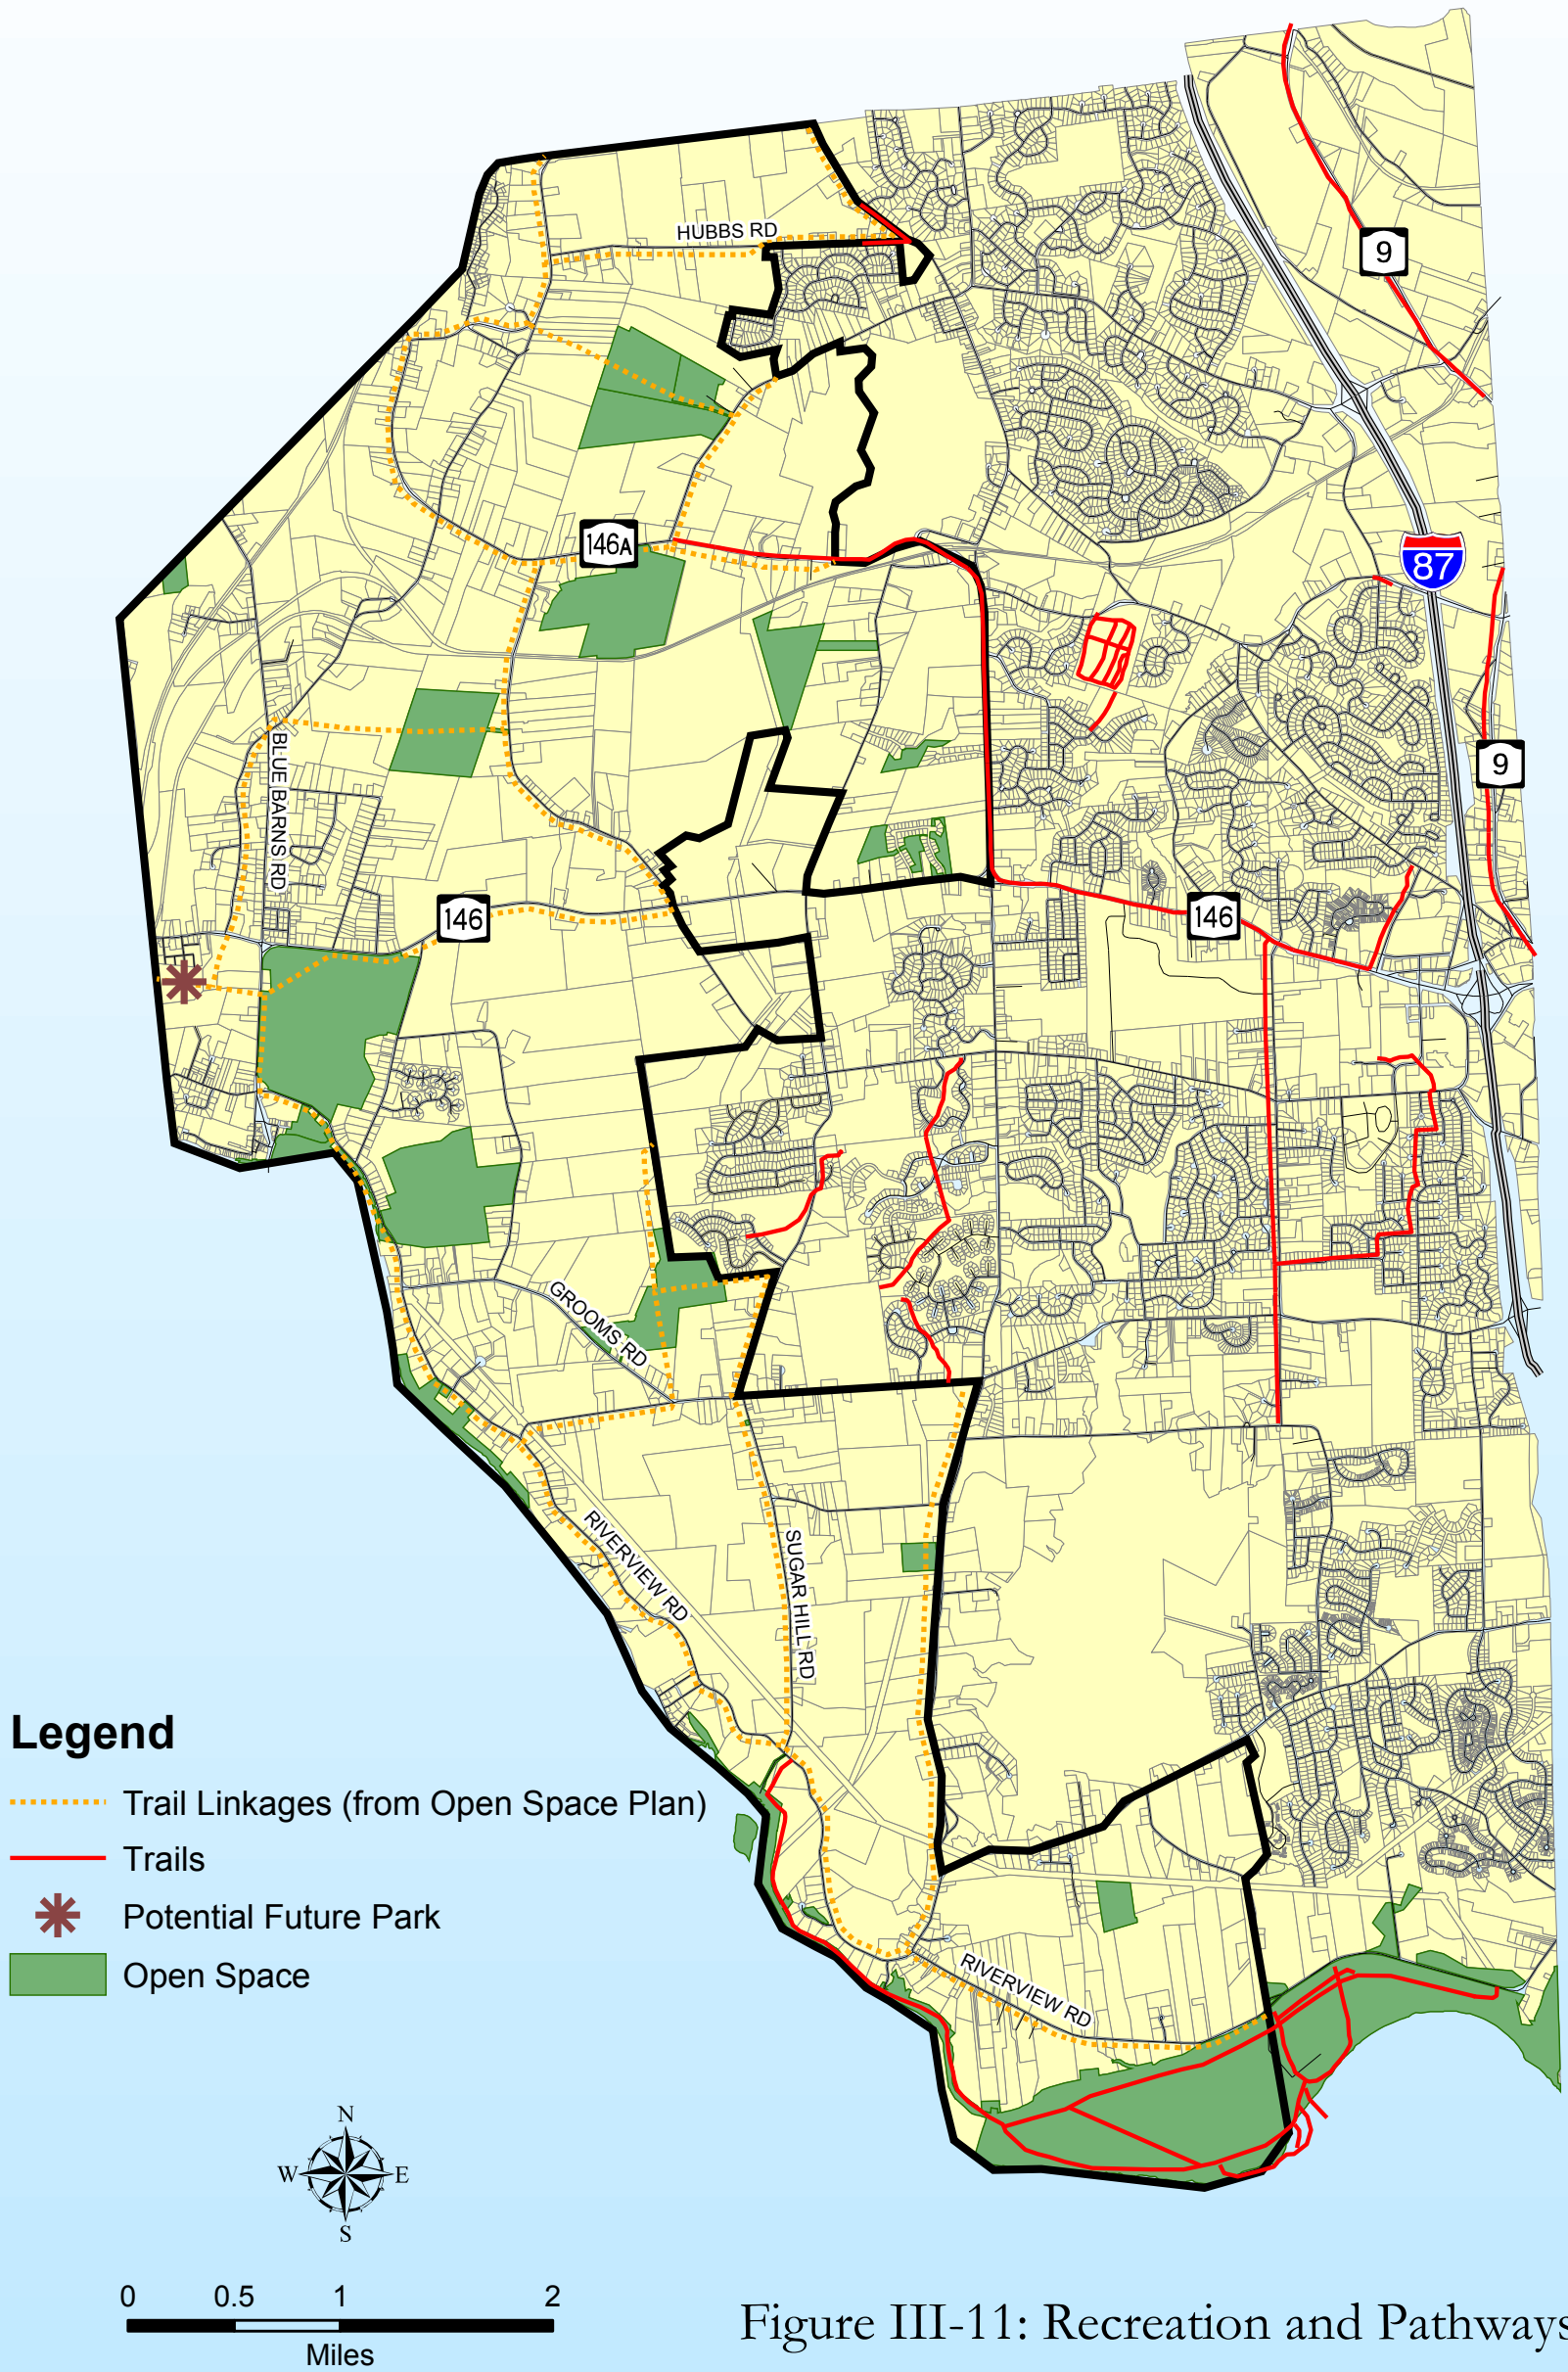 HUBBS RD
9
146A
87
BLUE BARNS RD
9
146
146
GROOMS RD
RIVERVIEW RD
SUGAR HILL RD
Legend
Trail Linkages (from Open Space Plan)
Trails
Potential Future Park
Open Space
RIVERVIEW RD
N
W E
S
0 0.5 1 2
Miles
Figure III-11: Recreation and Pathways